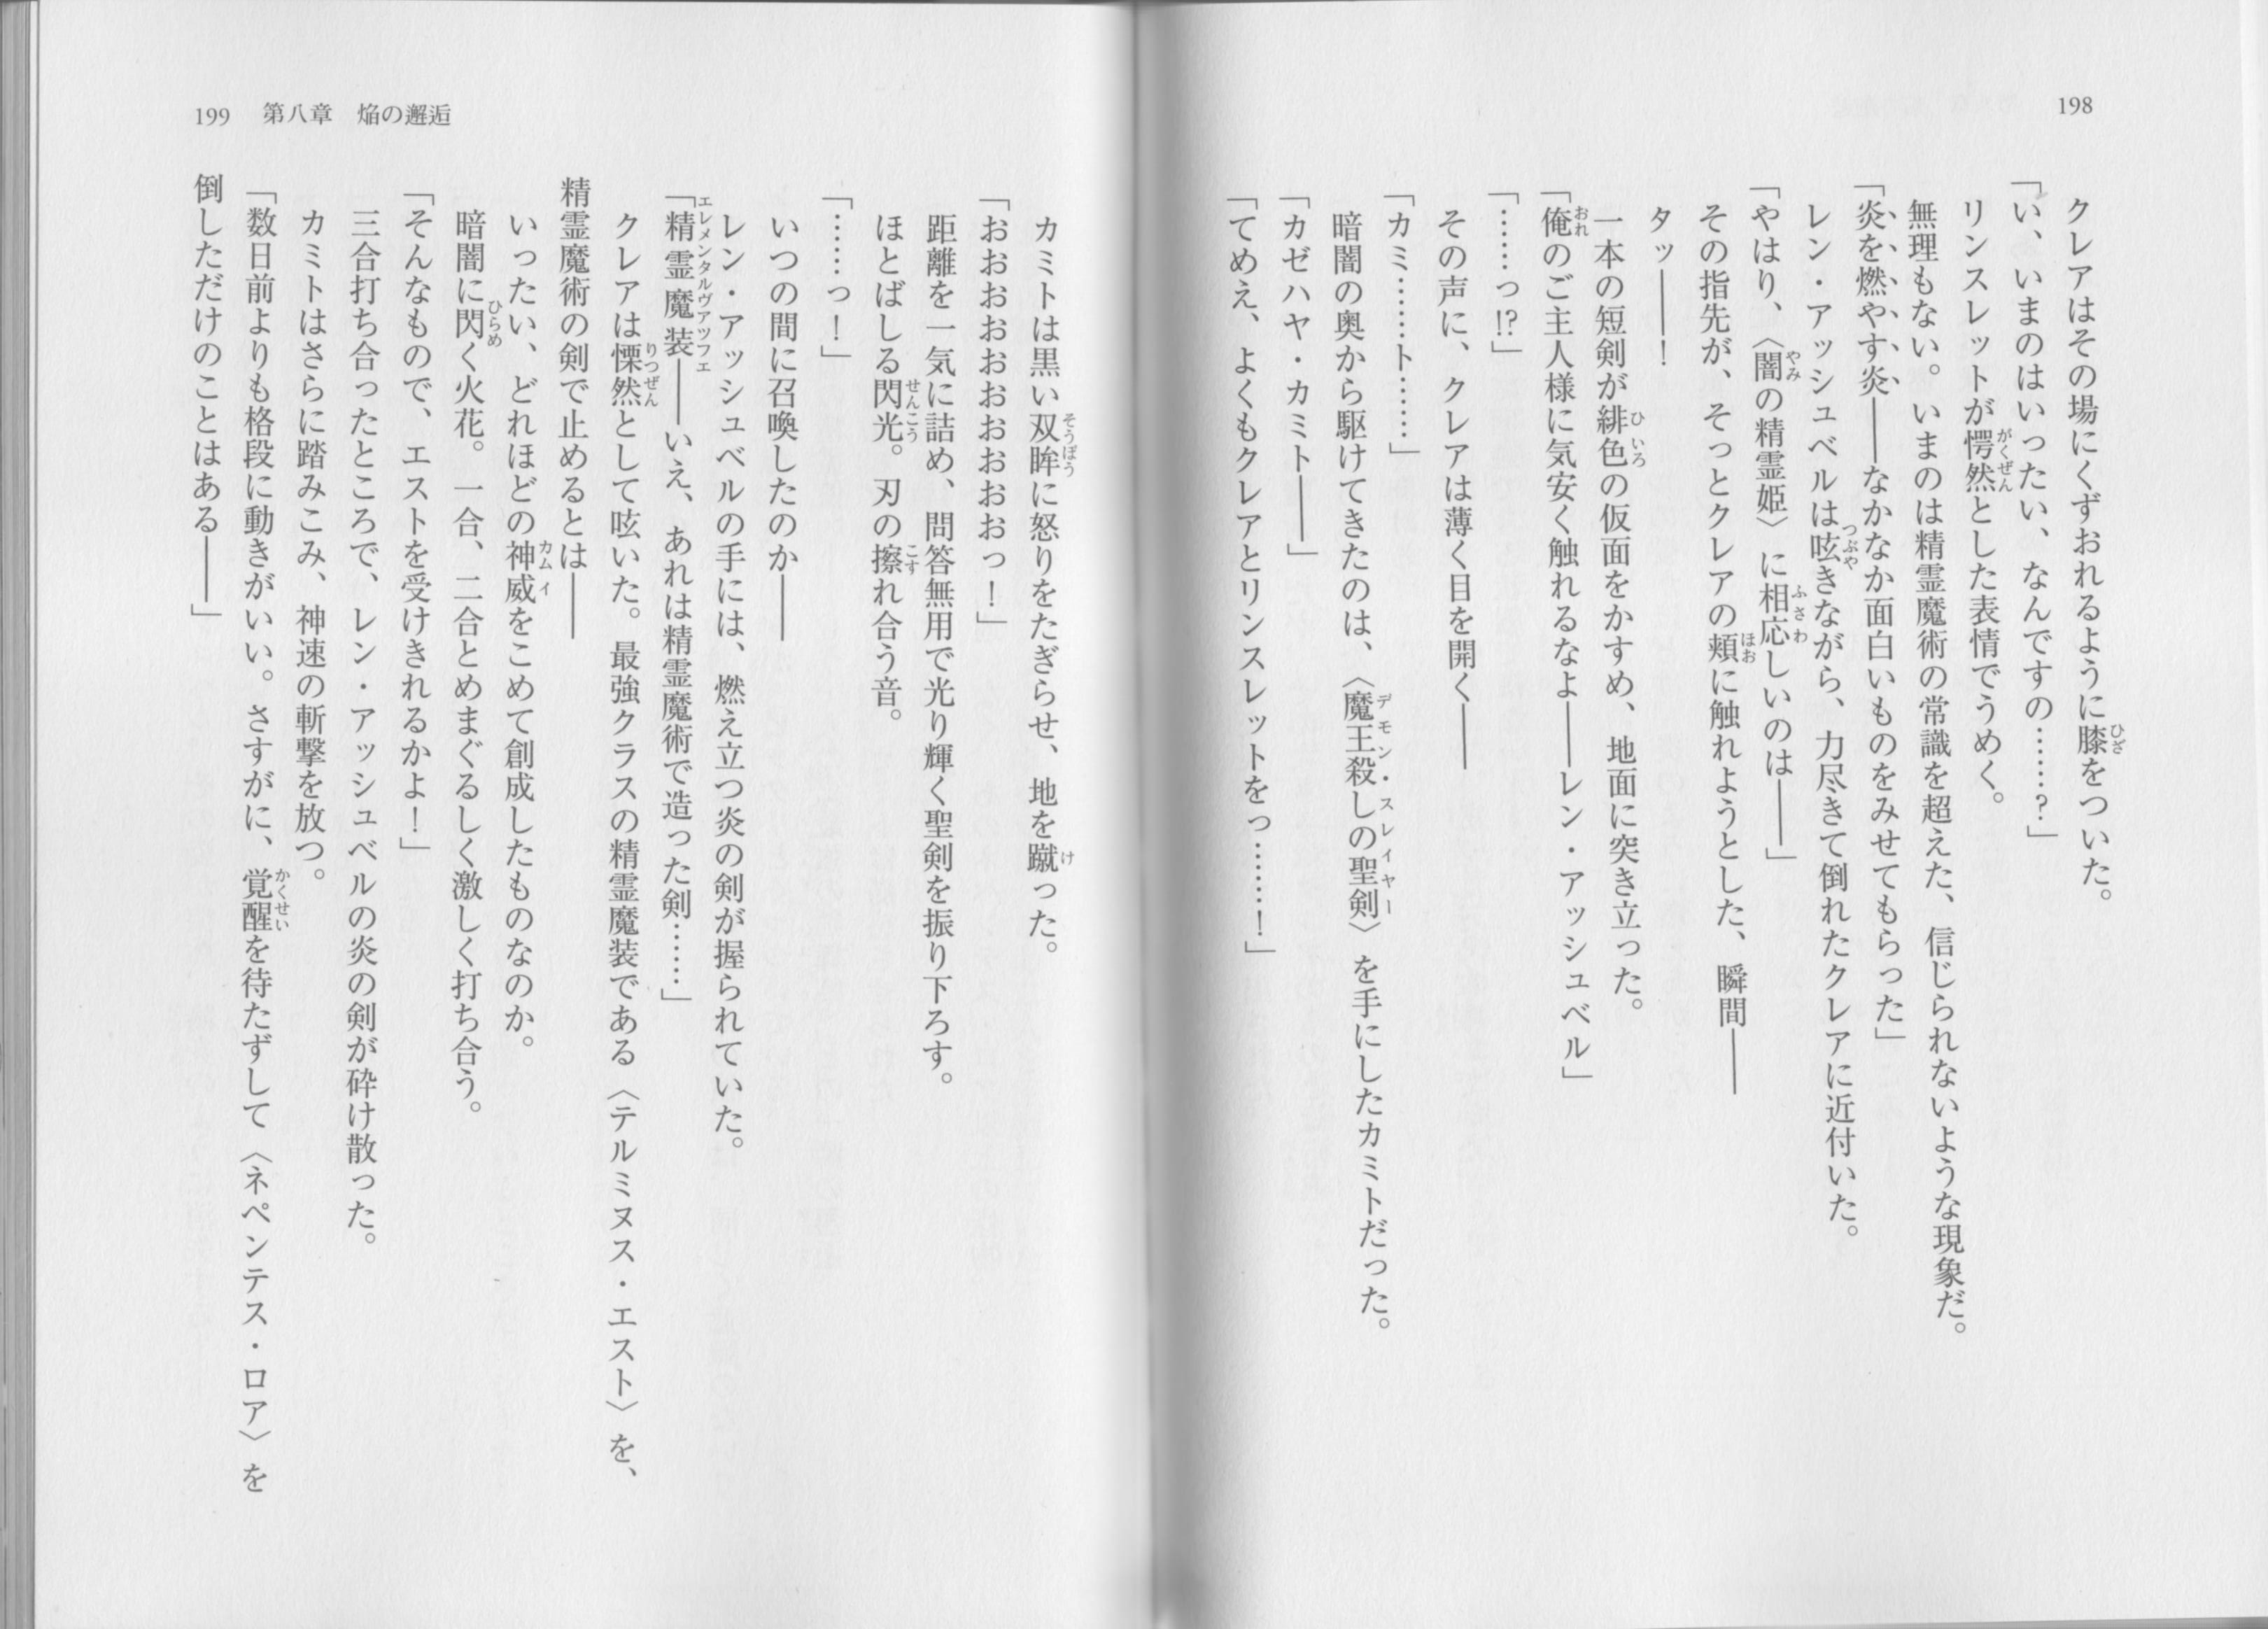 198
クレアはその場にくずおれるように膝をついた。
「い、いまのはいったい、なんですの……？」
リンスレットが愕然とした表情でうめく。
無理もない。いまのは精霊魔術の常識を超えた、信じられないような現象だ。
「炎を燃やす炎――なかなか面白いものをみせてもらった」
レン・アッシュベルは呟きながら、力尽きて倒れたクレアに近付いた。
「やはり、〈闇の精霊姫〉に相応しいのは――」
その指先が、そっとクレアの頬に触れようとした、瞬間――
タッ――！
一本の短剣が緋色の仮面をかすめ、地面に突き立った。
「俺のご主人様に気安く触れるなよ――レン・アッシュベル」
「……っ!?」
その声に、クレアは薄く目を開く――
「カミ……ト……」
暗闇の奥から駆けてきたのは、〈魔王殺しの聖剣〉を手にしたカミトだった。
「カゼハヤ・カミト――」
「てめえ、よくもクレアとリンスレットをっ……！」
199 第八章 焔の邂逅
カミトは黒い双眸に怒りをたぎらせ、地を蹴った。
「おおおおおおおおおおっ！」
距離を一気に詰め、問答無用で光り輝く聖剣を振り下ろす。
ほとばしる閃光。刃の擦れ合う音。
「……っ！」
いつの間に召喚したのか――
レン・アッシュベルの手には、燃え立つ炎の剣が握られていた。
「精霊魔装――いえ、あれは精霊魔術で造った剣……」
クレアは慄然として呟いた。最強クラスの精霊魔装である〈テルミヌス・エスト〉を、
精霊魔術の剣で止めるとは――
いったい、どれほどの神威をこめて創成したものなのか。
暗闇に閃く火花。一合、二合とめまぐるしく激しく打ち合う。
「そんなもので、エストを受けきれるかよ！」
三合打ち合ったところで、レン・アッシュベルの炎の剣が砕け散った。
カミトはさらに踏みこみ、神速の斬撃を放つ。
「数日前よりも格段に動きがいい。さすがに、覚醒を待たずして〈ネペンテス・ロア〉を
倒しただけのことはある――」